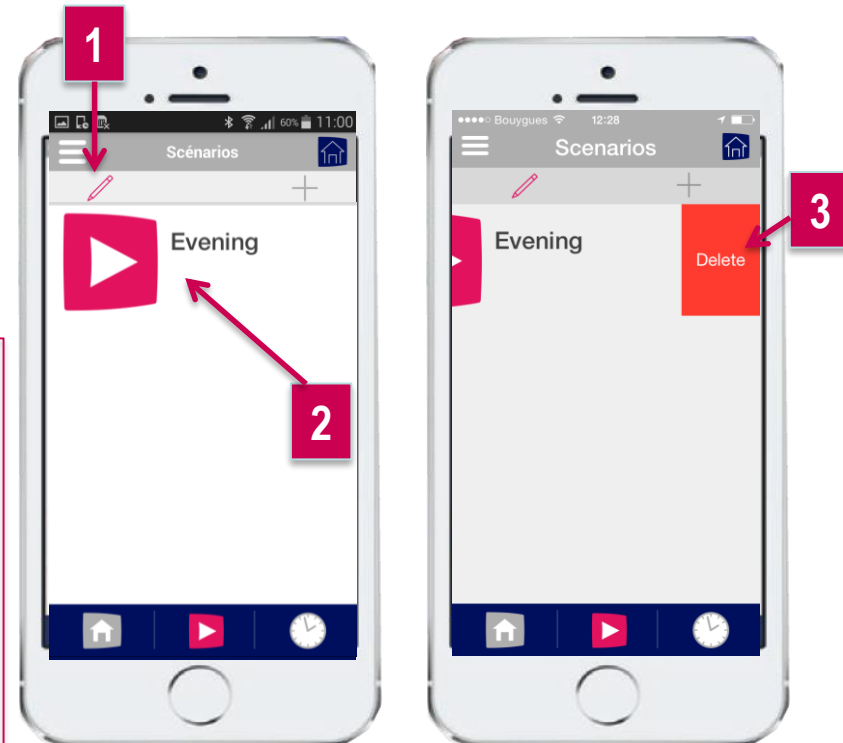 1
60% 11:00
Scénarios
Evening
2
Bouygues 12:28
Scenarios
Evening
Delete
3